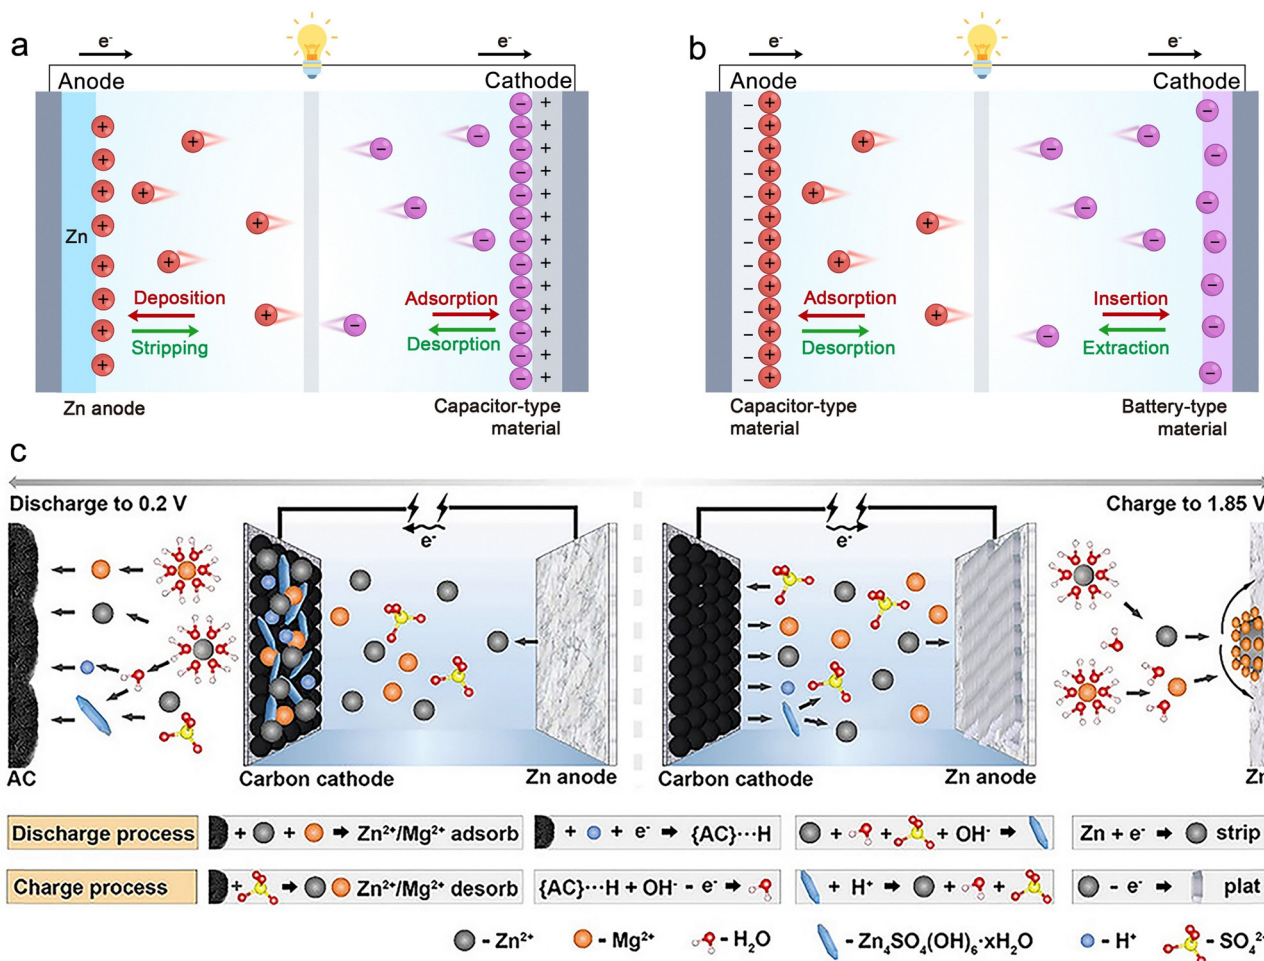 a
e-
e-
Anode
Cathode
Zn
Deposition
Stripping
Adsorption
Desorption
Zn anode
Capacitor-type
material
b
e-
e-
Anode
Cathode
Adsorption
Desorption
Insertion
Extraction
Capacitor-type
material
Battery-type
material
c
Discharge to 0.2 V
Charge to 1.85 V
e-
e-
AC
Carbon cathode
Zn anode
Carbon cathode
Zn anode
Zn
Discharge process
+ + → Zn²⁺/Mg²⁺ adsorb
+ + e⁻ → {AC}···H
+ + + OH⁻ →
Zn + e⁻ → strip
Charge process
+ → Zn²⁺/Mg²⁺ desorb
{AC}···H + OH⁻ - e⁻ →
+ H⁺ → + +
- e⁻ → plat
- Zn²⁺
- Mg²⁺
- H₂O
- Zn₄SO₄(OH)₆·xH₂O
- H⁺
- SO₄²⁻